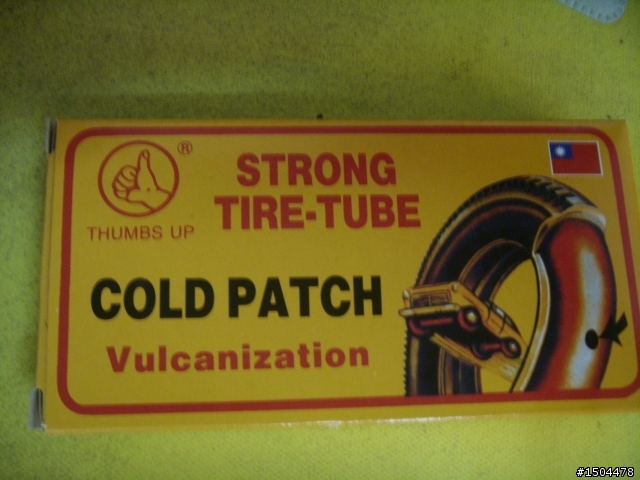 ®
THUMBS UP
STRONG
TIRE-TUBE
COLD PATCH
Vulcanization
#1504478